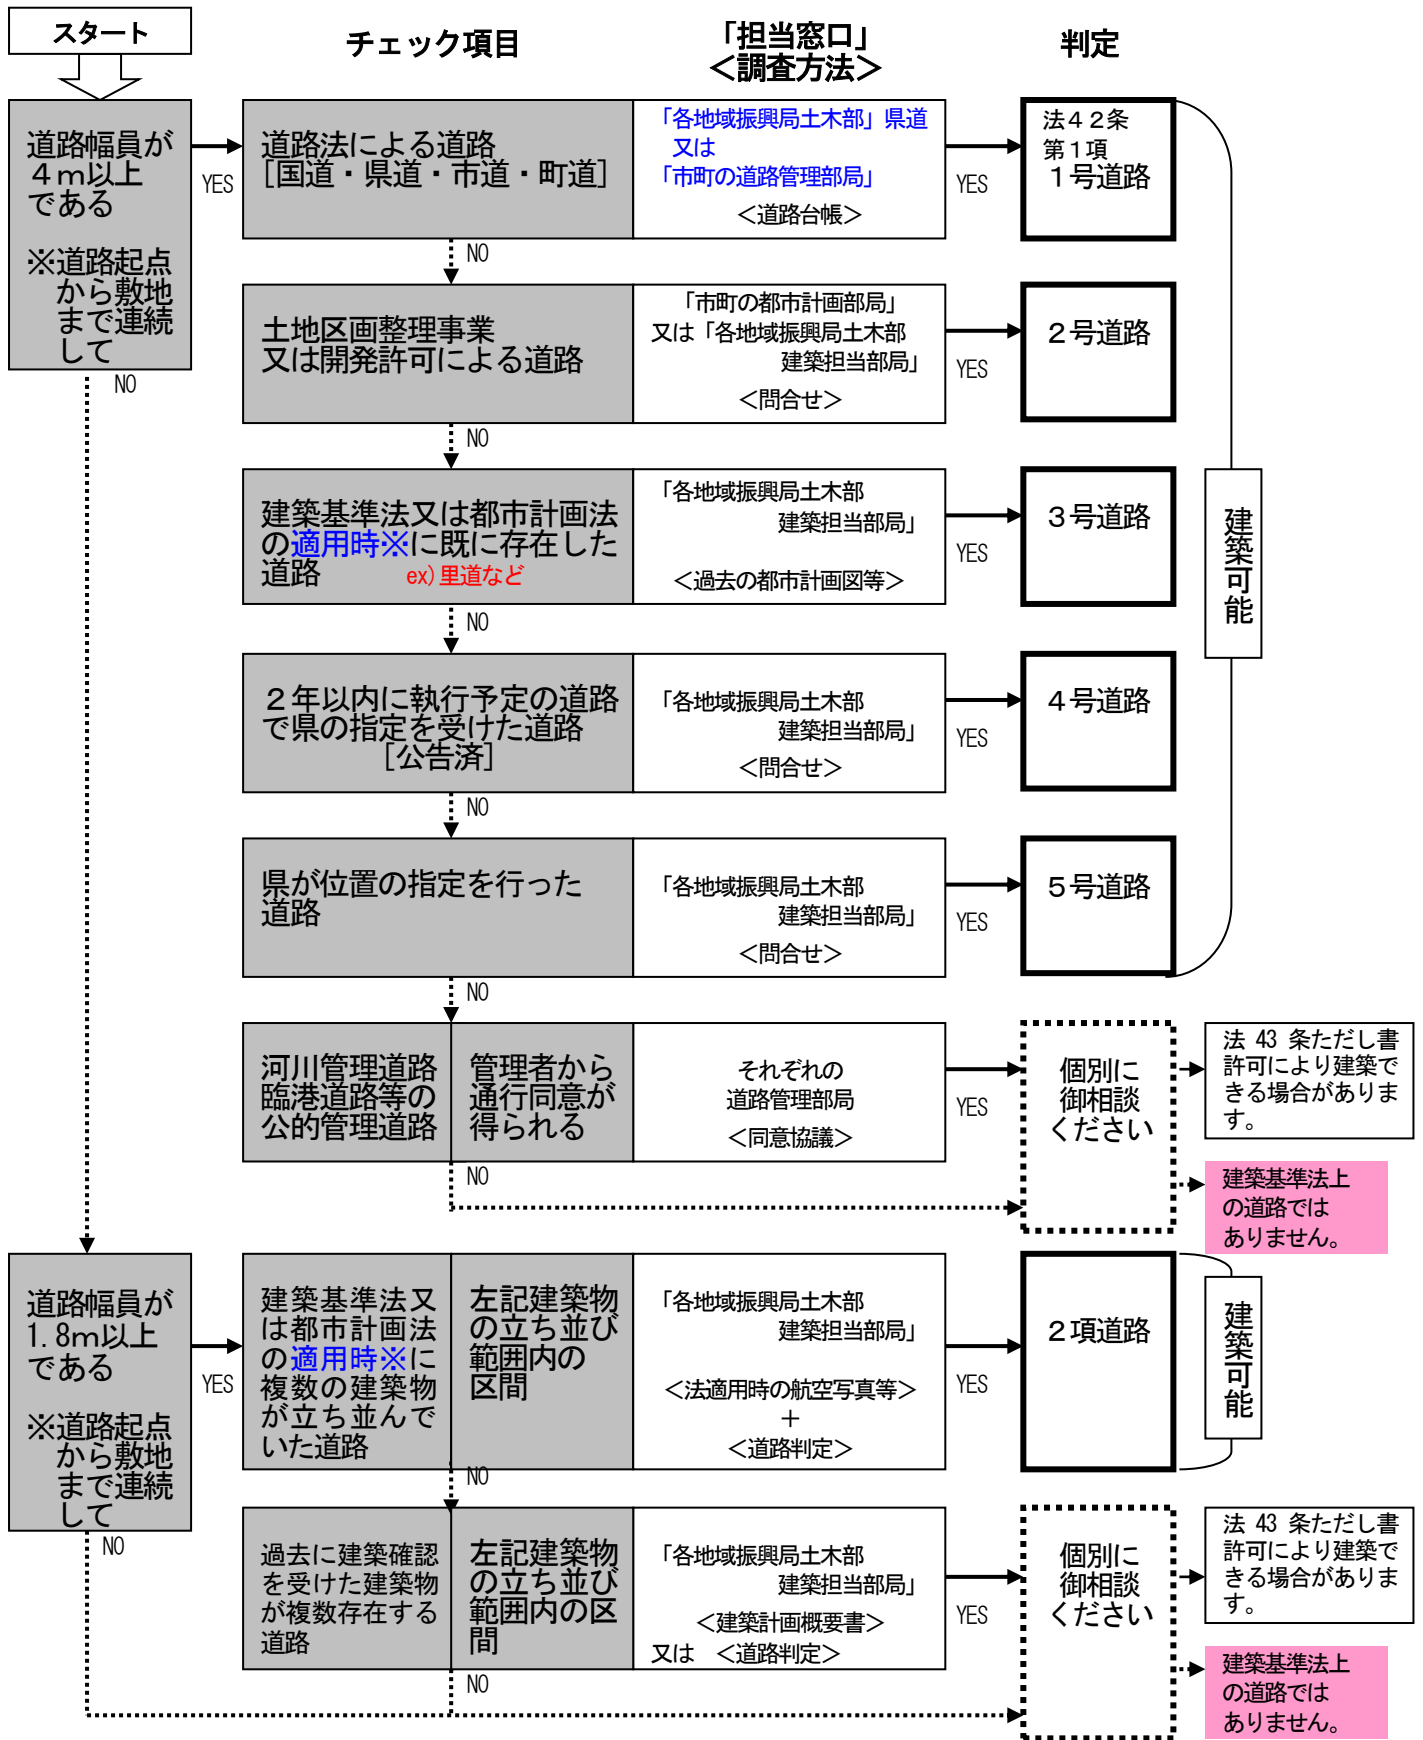 スタート
チェック項目
「担当窓口」
＜調査方法＞
判定
道路幅員が
４ｍ以上
である
※道路起点
から敷地
まで連続
して
YES
NO
道路法による道路
［国道・県道・市道・町道］
「各地域振興局土木部」県道
又は
「市町の道路管理部局」
＜道路台帳＞
YES
法４２条
第１項
１号道路
NO
土地区画整理事業
又は開発許可による道路
「市町の都市計画部局」
又は「各地域振興局土木部
建築担当部局」
＜問合せ＞
YES
２号道路
NO
建築基準法又は都市計画法
の適用時※に既に存在した
道路 ex)里道など
「各地域振興局土木部
建築担当部局」
＜過去の都市計画図等＞
YES
３号道路
建築可能
NO
２年以内に執行予定の道路
で県の指定を受けた道路
［公告済］
「各地域振興局土木部
建築担当部局」
＜問合せ＞
YES
４号道路
NO
県が位置の指定を行った
道路
「各地域振興局土木部
建築担当部局」
＜問合せ＞
YES
５号道路
NO
河川管理道路
臨港道路等の
公的管理道路
管理者から
通行同意が
得られる
それぞれの
道路管理部局
＜同意協議＞
YES
NO
個別に
御相談
ください
法 43 条ただし書
許可により建築で
きる場合がありま
す。
建築基準法上
の道路では
ありません。
道路幅員が
1.8ｍ以上
である
※道路起点
から敷地
まで連続
して
YES
NO
建築基準法又
は都市計画法
の適用時※に
複数の建築物
が立ち並んで
いた道路
左記建築物
の立ち並び
範囲内の
区間
「各地域振興局土木部
建築担当部局」
＜法適用時の航空写真等＞
＋
＜道路判定＞
YES
２項道路
建築可能
NO
過去に建築確認
を受けた建築物
が複数存在する
道路
左記建築物
の立ち並び
範囲内の区
間
「各地域振興局土木部
建築担当部局」
＜建築計画概要書＞
又は ＜道路判定＞
YES
NO
個別に
御相談
ください
法 43 条ただし書
許可により建築で
きる場合がありま
す。
建築基準法上
の道路では
ありません。